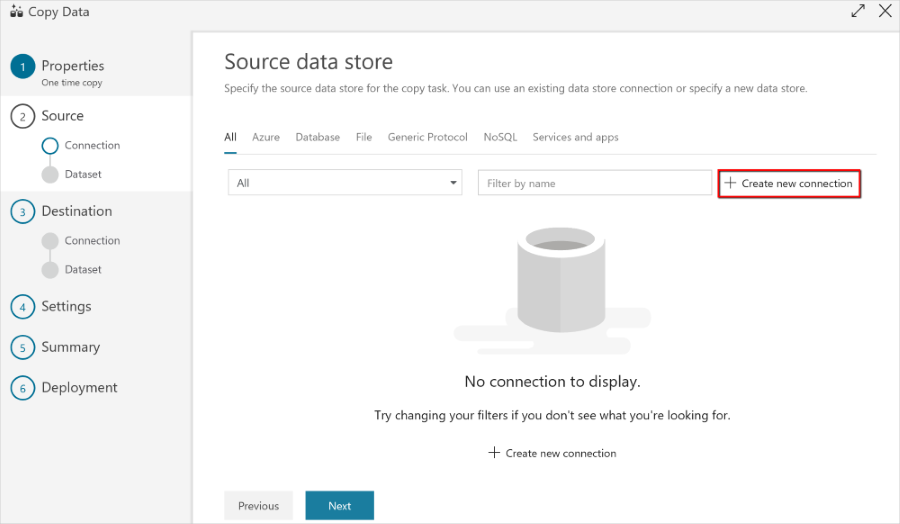 Copy Data
1 Properties
One time copy
2 Source
Connection
Dataset
3 Destination
Connection
Dataset
4 Settings
5 Summary
6 Deployment
Source data store
Specify the source data store for the copy task. You can use an existing data store connection or specify a new data store.
All Azure Database File Generic Protocol NoSQL Services and apps
All Filter by name + Create new connection
No connection to display.
Try changing your filters if you don't see what you're looking for.
+ Create new connection
Previous Next